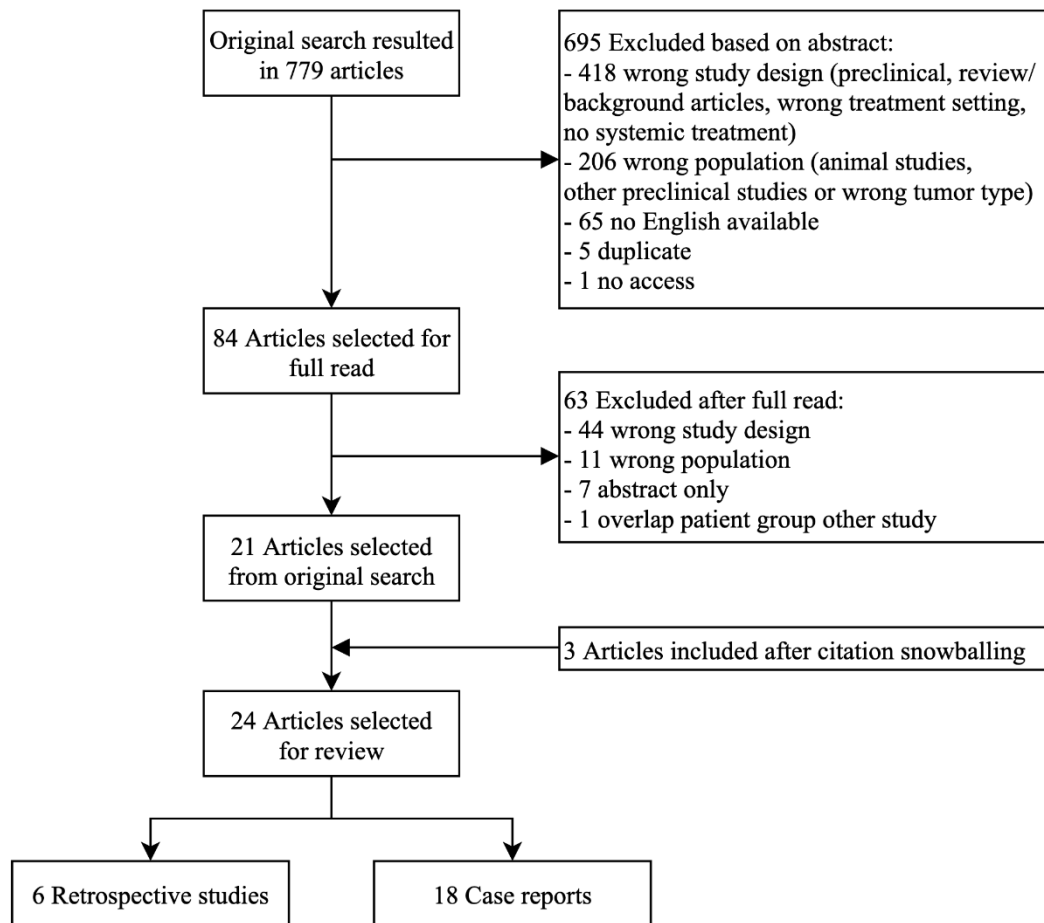 Original search resulted
in 779 articles
695 Excluded based on abstract:
- 418 wrong study design (preclinical, review/
background articles, wrong treatment setting,
no systemic treatment)
- 206 wrong population (animal studies,
other preclinical studies or wrong tumor type)
- 65 no English available
- 5 duplicate
- 1 no access
84 Articles selected for
full read
63 Excluded after full read:
- 44 wrong study design
- 11 wrong population
- 7 abstract only
- 1 overlap patient group other study
21 Articles selected
from original search
3 Articles included after citation snowballing
24 Articles selected
for review
6 Retrospective studies
18 Case reports